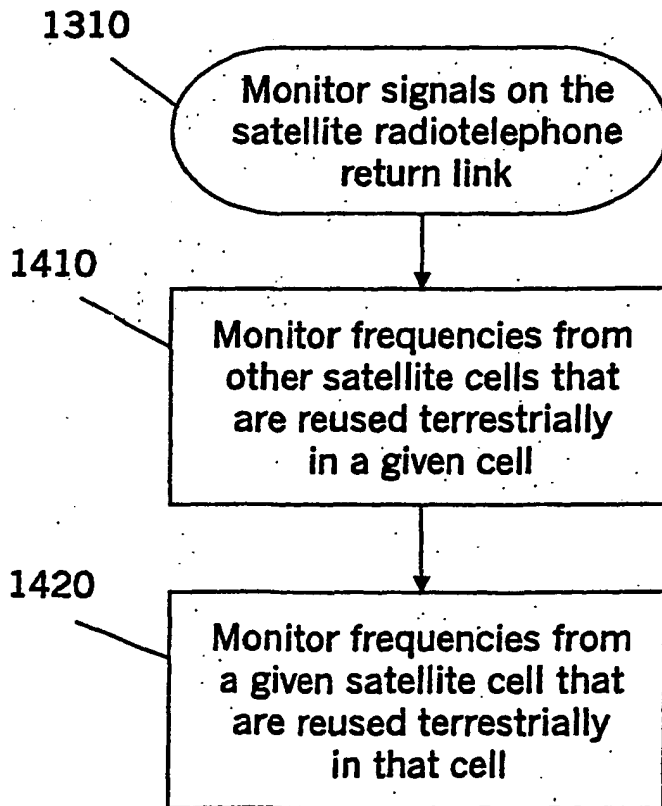 1310
Monitor signals on the
satellite radiotelephone
return link
1410
Monitor frequencies from
other satellite cells that
are reused terrestrially
in a given cell
1420
Monitor frequencies from
a given satellite cell that
are reused terrestrially
in that cell